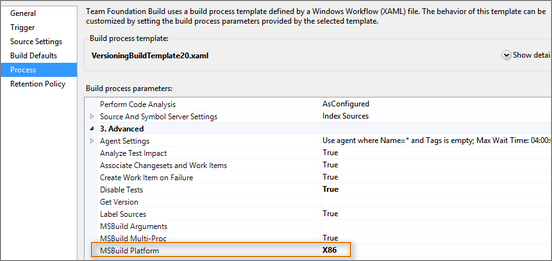 General
Trigger
Source Settings
Build Defaults
Process
Retention Policy
Team Foundation Build uses a build process template defined by a Windows Workflow (XAML) file. The behavior of this template can be
customized by setting the build process parameters provided by the selected template.
Build process template:
VersioningBuildTemplate20.xaml
Show detai
Build process parameters:
Perform Code Analysis AsConfigured
Source And Symbol Server Settings Index Sources
3. Advanced
Agent Settings Use agent where Name=* and Tags is empty; Max Wait Time: 04:00:
Analyze Test Impact True
Associate Changesets and Work Items True
Create Work Item on Failure True
Disable Tests True
Get Version
Label Sources True
MSBuild Arguments
MSBuild Multi-Proc True
MSBuild Platform X86